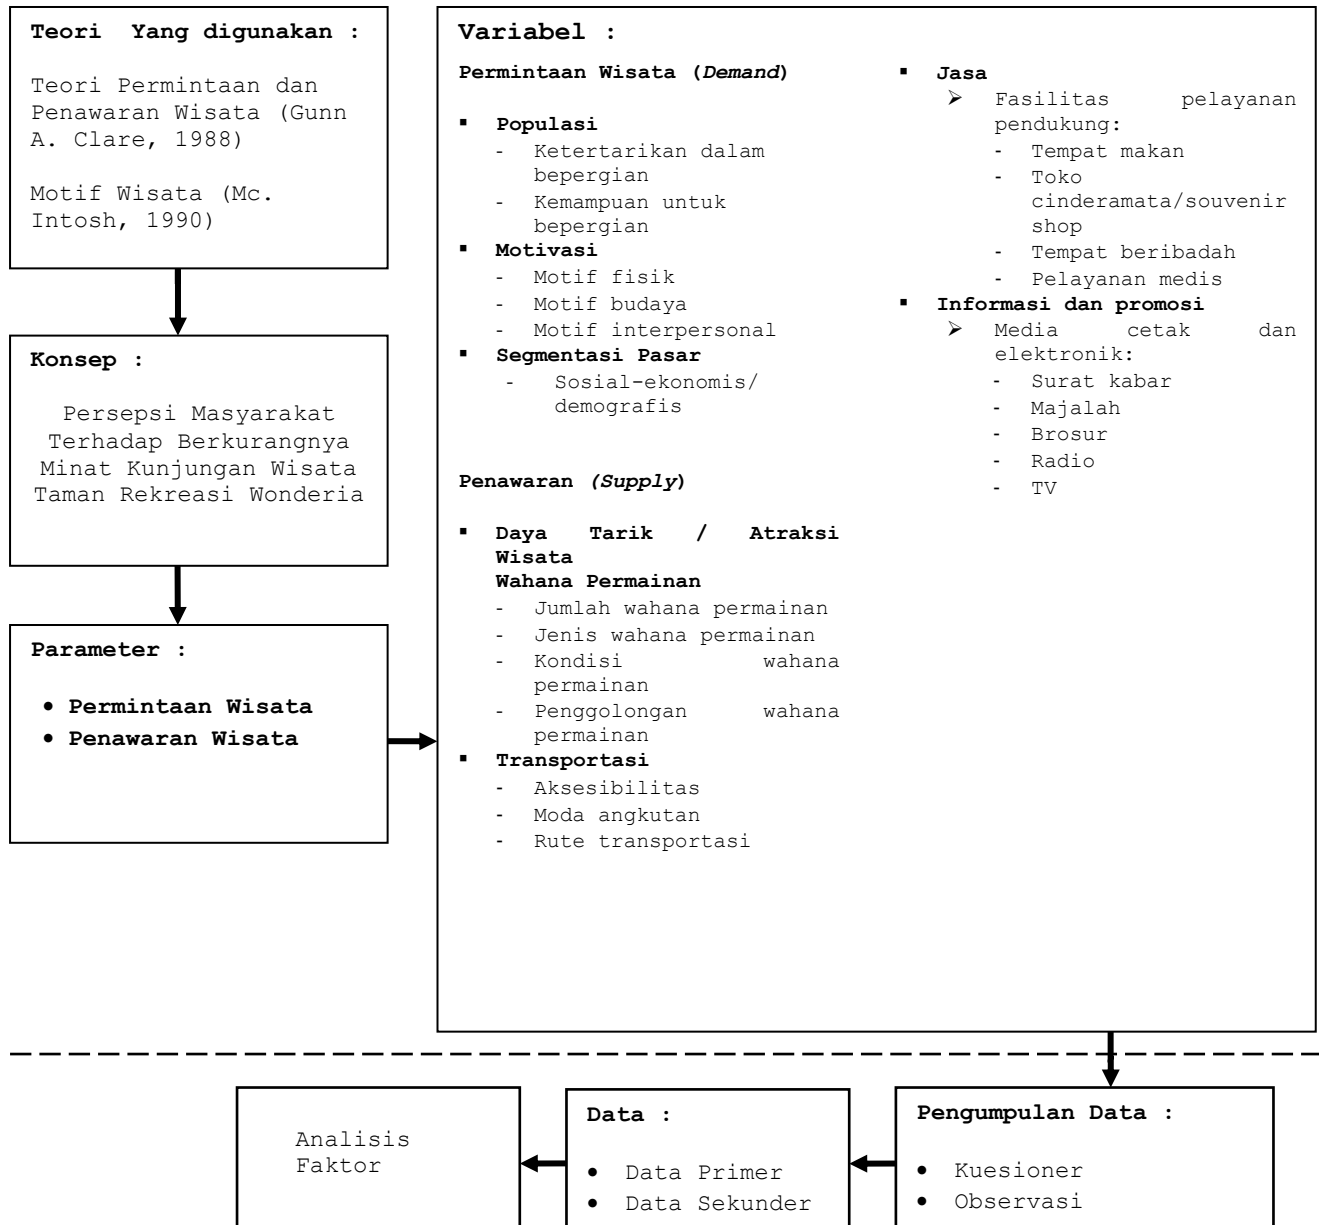 Teori Yang digunakan :
Teori Permintaan dan
Penawaran Wisata (Gunn
A. Clare, 1988)
Motif Wisata (Mc.
Intosh, 1990)
Konsep :
Persepsi Masyarakat
Terhadap Berkurangnya
Minat Kunjungan Wisata
Taman Rekreasi Wonderia
Parameter :
• Permintaan Wisata
• Penawaran Wisata
Variabel :
Permintaan Wisata (Demand)
▪ Populasi
- Ketertarikan dalam
bepergian
- Kemampuan untuk
bepergian
▪ Motivasi
- Motif fisik
- Motif budaya
- Motif interpersonal
▪ Segmentasi Pasar
- Sosial-ekonomis/
demografis
Penawaran (Supply)
▪ Daya Tarik / Atraksi
Wisata
Wahana Permainan
- Jumlah wahana permainan
- Jenis wahana permainan
- Kondisi wahana
permainan
- Penggolongan wahana
permainan
▪ Transportasi
- Aksesibilitas
- Moda angkutan
- Rute transportasi
▪ Jasa
➢ Fasilitas pelayanan
pendukung:
- Tempat makan
- Toko
cinderamata/souvenir
shop
- Tempat beribadah
- Pelayanan medis
▪ Informasi dan promosi
➢ Media cetak dan
elektronik:
- Surat kabar
- Majalah
- Brosur
- Radio
- TV
Pengumpulan Data :
• Kuesioner
• Observasi
Data :
• Data Primer
• Data Sekunder
Analisis
Faktor